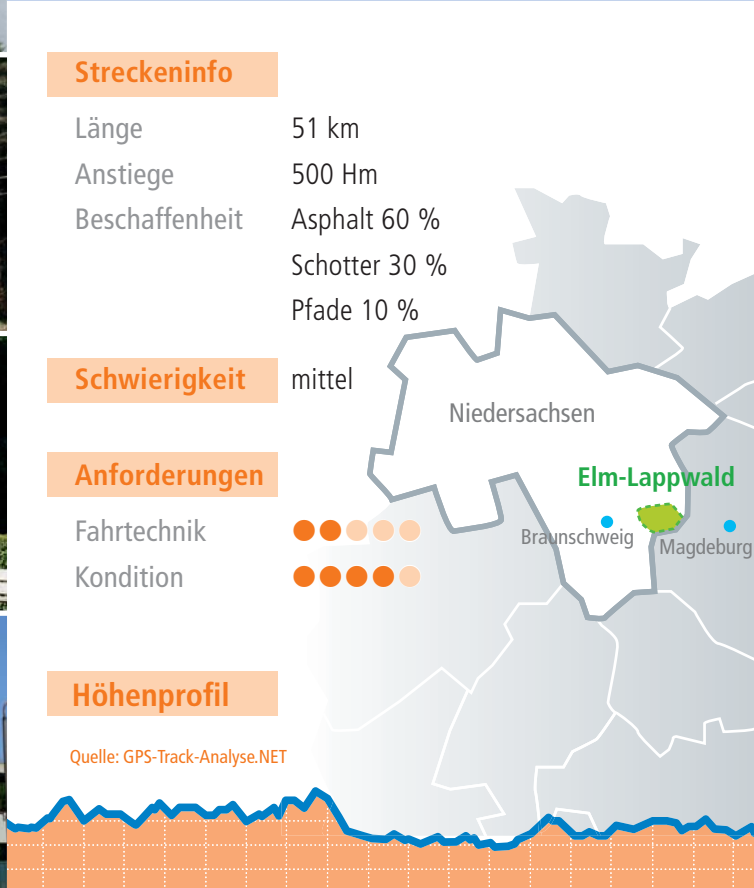 Streckeninfo
Länge 51 km
Anstiege 500 Hm
Beschaffenheit Asphalt 60 %
Schotter 30 %
Pfade 10 %
Schwierigkeit mittel
Niedersachsen
Anforderungen
Elm-Lappwald
Fahrtechnik
Braunschweig
Magdeburg
Kondition
Höhenprofil
Quelle: GPS-Track-Analyse.NET